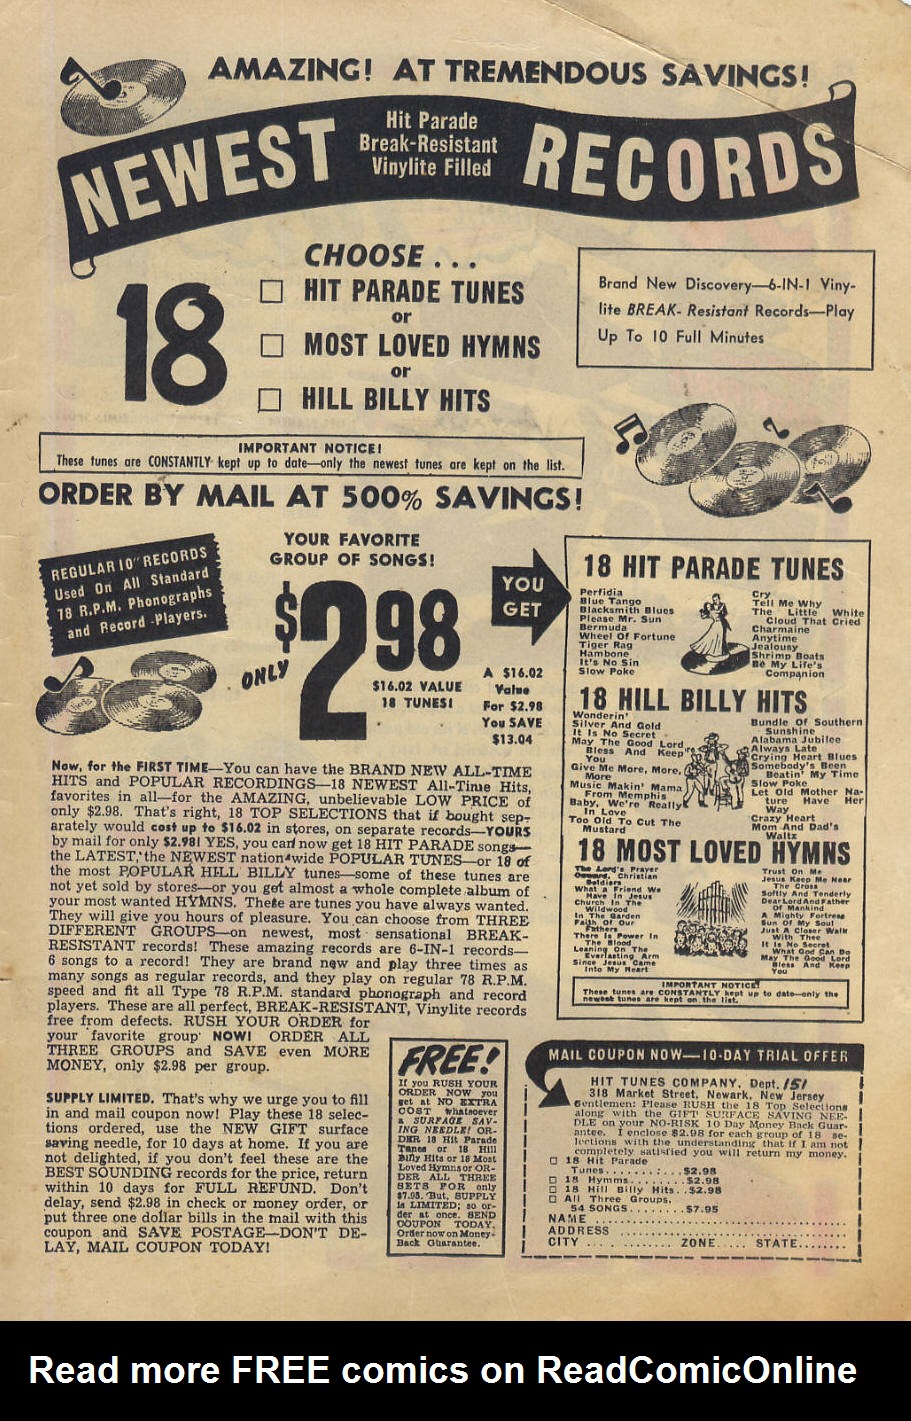 AMAZING! AT TREMENDOUS SAVINGS!
NEWEST
Hit Parade
Break-Resistant
Vinylite Filled
RECORDS
18
CHOOSE...
HIT PARADE TUNES
or
MOST LOVED HYMNS
or
HILL BILLY HITS
Brand New Discovery—6-IN-1 Viny-
lite BREAK- Resistant Records—Play
Up To 10 Full Minutes
IMPORTANT NOTICE!
These tunes are CONSTANTLY kept up to date—only the newest tunes are kept on the list.
ORDER BY MAIL AT 500% SAVINGS!
REGULAR 10" RECORDS
Used On All Standard
78 R.P.M. Phonographs
and Record Players.
YOUR FAVORITE
GROUP OF SONGS!
ONLY
$2.98
$16.02 VALUE
18 TUNES!
A $16.02
Value
For $2.98
You SAVE
$13.04
YOU
GET
18 HIT PARADE TUNES
Perfidia
Blue Tango
Blacksmith Blues
Please Mr. Sun
Bermuda
Wheel Of Fortune
Tiger Rag
Hambone
It's No Sin
Slow Poke
Cry
Tell Me Why
The Little White
Cloud That Cried
Charmaine
Anytime
Jealousy
Shrimp Boats
Be My Life's
Companion
18 HILL BILLY HITS
Wonderin'
Silver And Gold
It Is No Secret
May The Good Lord
Bless And Keep
You
Give Me More, More,
More
Music Makin' Mama
From Memphis
Baby, We're Really
In Love
Too Old To Cut The
Mustard
Bundle Of Southern
Sunshine
Alabama Jubilee
Always Late
Crying Heart Blues
Somebody's Been
Beatin' My Time
Slow Poke
Let Old Mother Na-
ture Have Her
Way
Crazy Heart
Mom And Dad's
Waltz
18 MOST LOVED HYMNS
The Lord's Prayer
Onward, Christian
Soldiers
What a Friend We
Have In Jesus
Church In The
Wildwood
In The Garden
Faith Of Our
Fathers
There Is Power In
The Blood
Leaning On The
Everlasting Arm
Since Jesus Came
Into My Heart
Trust On Me
Jesus Keep Me Near
The Cross
Softly And Tenderly
Dear Lord And Father
Of Mankind
A Mighty Fortress
Sun Of My Soul
Just A Closer Walk
With Thee
It Is No Secret
What God Can Do
May The Good Lord
Bless And Keep
You
IMPORTANT NOTICE!
These tunes are CONSTANTLY kept up to date—only the
newest tunes are kept on the list.
Now, for the FIRST TIME—You can have the BRAND NEW ALL-TIME
HITS and POPULAR RECORDINGS—18 NEWEST All-Time Hits,
favorites in all—for the AMAZING, unbelievable LOW PRICE of
only $2.98. That's right, 18 TOP SELECTIONS that if bought sep-
arately would cost up to $16.02 in stores, on separate records—YOURS
by mail for only $2.98! YES, you can now get 18 HIT PARADE songs—
the LATEST, the NEWEST nation-wide POPULAR TUNES—or 18 of
the most POPULAR HILL BILLY tunes—some of these tunes are
not yet sold by stores—or you get almost a whole complete album of
your most wanted HYMNS. These are tunes you have always wanted.
They will give you hours of pleasure. You can choose from THREE
DIFFERENT GROUPS—on newest, most sensational BREAK-
RESISTANT records! These amazing records are 6-IN-1 records—
6 songs to a record! They are brand new and play three times as
many songs as regular records, and they play on regular 78 R.P.M.
speed and fit all Type 78 R.P.M. standard phonograph and record
players. These are all perfect, BREAK-RESISTANT, Vinylite records
free from defects. RUSH YOUR ORDER for
your favorite group NOW! ORDER ALL
THREE GROUPS and SAVE even MORE
MONEY, only $2.98 per group.
SUPPLY LIMITED. That's why we urge you to fill
in and mail coupon now! Play these 18 selec-
tions ordered, use the NEW GIFT surface
saving needle, for 10 days at home. If you are
not delighted, if you don't feel these are the
BEST SOUNDING records for the price, return
within 10 days for FULL REFUND. Don't
delay, send $2.98 in check or money order, or
put three one dollar bills in the mail with this
coupon and SAVE POSTAGE—DON'T DE-
LAY, MAIL COUPON TODAY!
FREE!
If you RUSH YOUR
ORDER NOW you
get at NO EXTRA
COST whatsoever
a SURFACE SAV-
ING NEEDLE! OR-
DER 18 Hit Parade
Tunes or 18 Hill
Billy Hits or 18 Most
Loved Hymns or OR-
DER ALL THREE
SETS FOR only
$7.95. But, SUPPLY
is LIMITED; so or-
der at once. SEND
COUPON TODAY.
Order now on Money-
Back Guarantee.
MAIL COUPON NOW—10-DAY TRIAL OFFER
HIT TUNES COMPANY, Dept. 151
318 Market Street, Newark, New Jersey
Gentlemen: Please RUSH the 18 Top Selections
along with the GIFT SURFACE SAVING NEE-
DLE on your NO-RISK 10 Day Money Back Guar-
antee. I enclose $2.98 for each group of 18 se-
lections with the understanding that if I am not
completely satisfied you will return my money.
18 Hit Parade
Tunes...........$2.98
18 Hymms........$2.98
18 Hill Billy Hits..$2.98
All Three Groups,
54 SONGS........$7.95
NAME
ADDRESS
CITY ZONE STATE
Read more FREE comics on ReadComicOnline